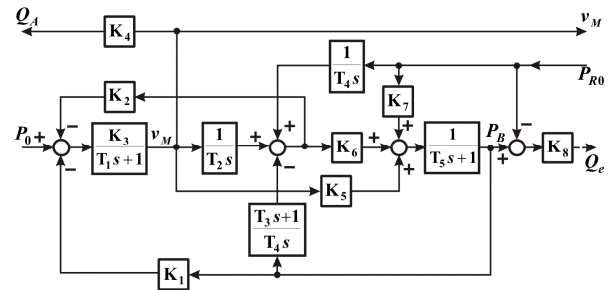 Q_A
K_4
v_M
1
T_4 s
P_R0
K_2
K_7
P_0 +
K_3
T_1 s+1
v_M
1
T_2 s
K_6
1
T_5 s+1
P_B
K_8
Q_e
K_5
T_3 s+1
T_4 s
K_1
− − + + − + + + + −